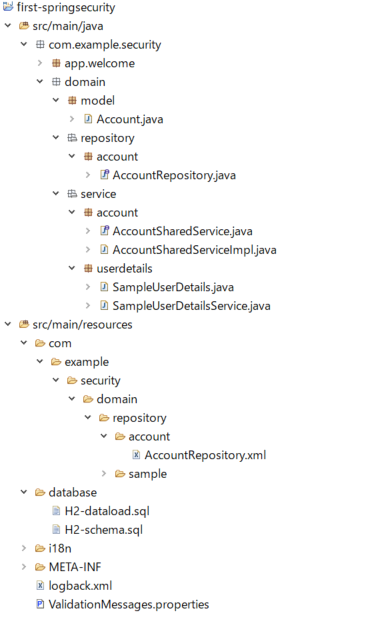 first-springsecurity
src/main/java
com.example.security
app.welcome
domain
model
Account.java
repository
account
AccountRepository.java
service
account
AccountSharedService.java
AccountSharedServiceImpl.java
userdetails
SampleUserDetails.java
SampleUserDetailsService.java
src/main/resources
com
example
security
domain
repository
account
AccountRepository.xml
sample
database
H2-dataload.sql
H2-schema.sql
i18n
META-INF
logback.xml
ValidationMessages.properties